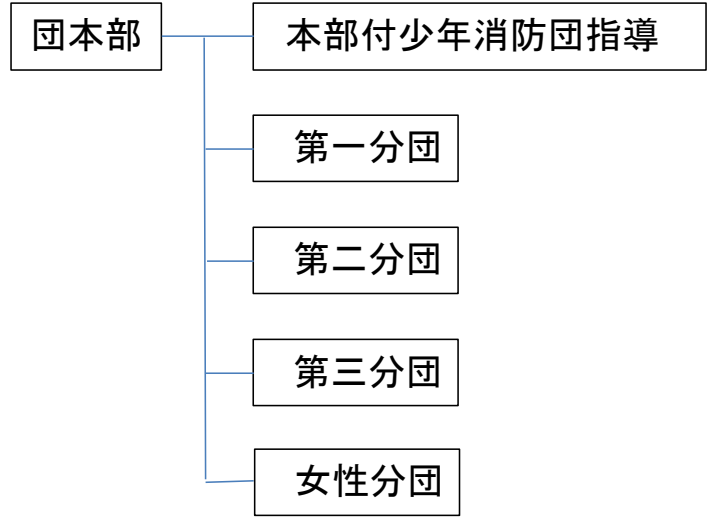 団本部
本部付少年消防団指導
第一分団
第二分団
第三分団
女性分団